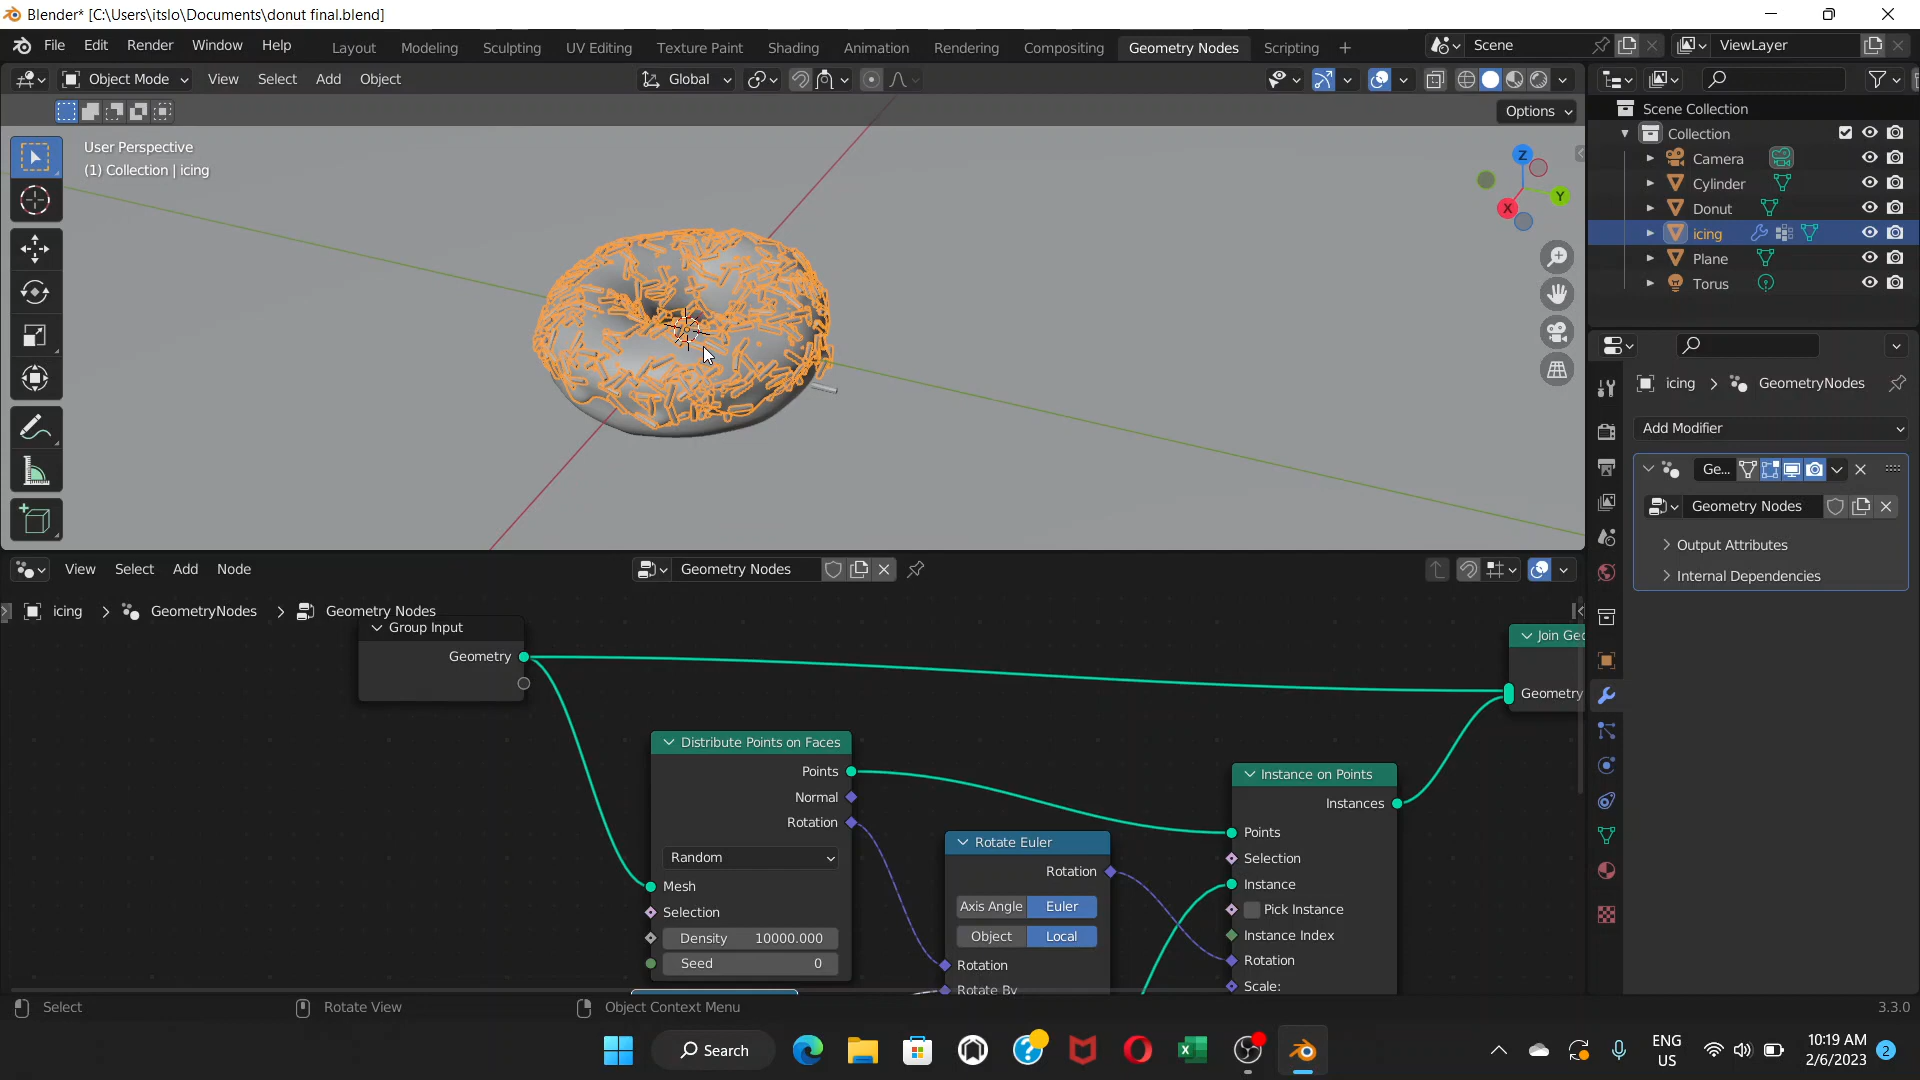 Blender* [C:\Users\itslo\Documents\donut final.blend]
File Edit Render Window Help Layout Modeling Sculpting UV Editing Texture Paint Shading Animation Rendering Compositing Geometry Nodes Scripting + Scene ViewLayer
Object Mode View Select Add Object Global
Options
User Perspective
(1) Collection | icing
Z
Y
X
Scene Collection
Collection
Camera
Cylinder
Donut
icing
Plane
Torus
icing > GeometryNodes
Add Modifier
Ge...
Geometry Nodes
Output Attributes
Internal Dependencies
View Select Add Node Geometry Nodes
icing > GeometryNodes > Geometry Nodes
Group Input
Geometry
Join Geo
Geometry
Distribute Points on Faces
Points
Normal
Rotation
Random
Mesh
Selection
Density 10000.000
Seed 0
Rotate Euler
Rotation
Axis Angle Euler
Object Local
Rotation
Rotate By
Instance on Points
Instances
Points
Selection
Instance
Pick Instance
Instance Index
Rotation
Scale:
Select Rotate View Object Context Menu 3.3.0
Search ENG
US
10:19 AM
2/6/2023
2